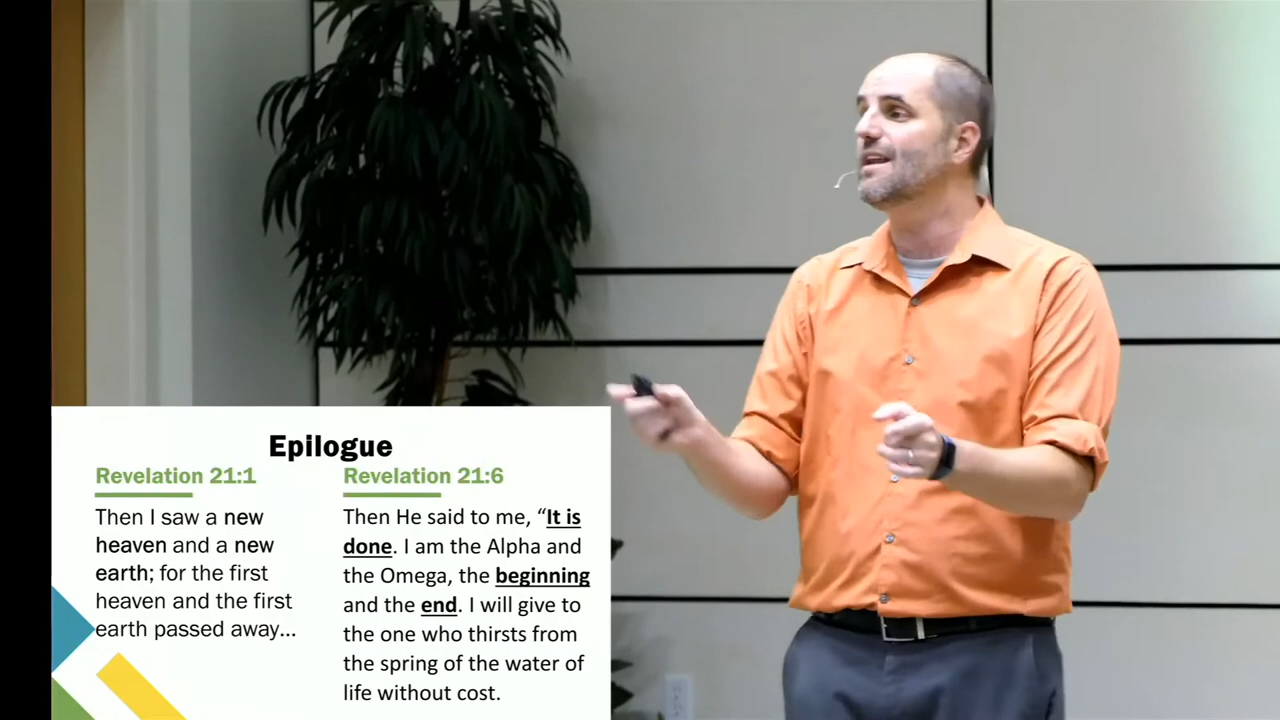 Epilogue
Revelation 21:1
Then I saw a new
heaven and a new
earth; for the first
heaven and the first
earth passed away...
Revelation 21:6
Then He said to me, “It is
done. I am the Alpha and
the Omega, the beginning
and the end. I will give to
the one who thirsts from
the spring of the water of
life without cost.